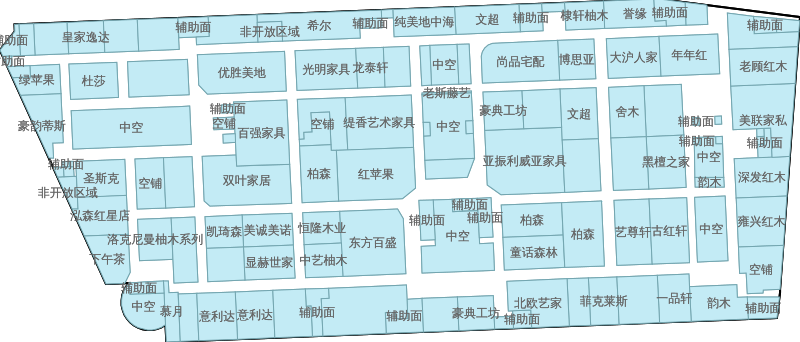 辅助面
皇家逸达
辅助面
非开放区域
希尔
辅助面
纯美地中海
文超
辅助面
棣轩柚木
誉缘
辅助面
辅助面
助面
绿苹果
杜莎
优胜美地
光明家具
龙泰轩
中空
尚品宅配
博思亚
大沪人家
年年红
老顾红木
老斯藤艺
豪韵蒂斯
中空
辅助面
空铺
百强家具
空铺
缇香艺术家具
中空
豪典工坊
文超
舍木
辅助面
美联家私
辅助面
辅助面
辅助面
圣斯克
空铺
双叶家居
柏森
红苹果
亚振利威亚家具
黑檀之家
中空
韵木
深发红木
非开放区域
泓森红星店
洛克尼曼柚木系列
凯琦森
美诚美诺
恒隆木业
东方百盛
辅助面
辅助面
辅助面
中空
柏森
柏森
艺尊轩
古红轩
中空
雍兴红木
下午茶
显赫世家
中艺柚木
童话森林
空铺
辅助面
中空
慕月
意利达
意利达
辅助面
辅助面
豪典工坊
辅助面
北欧艺家
菲克莱斯
一品轩
韵木
辅助面